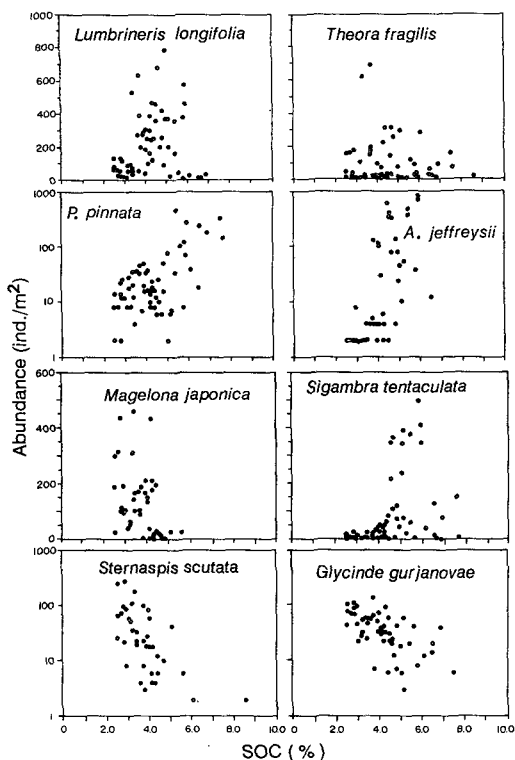 1000
Lumbrineris longifolia
Theora fragilis
800
600
400
200
0
1000
P. pinnata
A. jeffreysii
100
10
1
Abundance (ind./m²)
600
Magelona japonica
Sigambra tentaculata
400
200
100
0
1000
Sternaspis scutata
Glycinde gurjanovae
100
10
1
0 2.0 4.0 6.0 8.0 10.0 0 2.0 4.0 6.0 8.0 10.0
SOC (%)